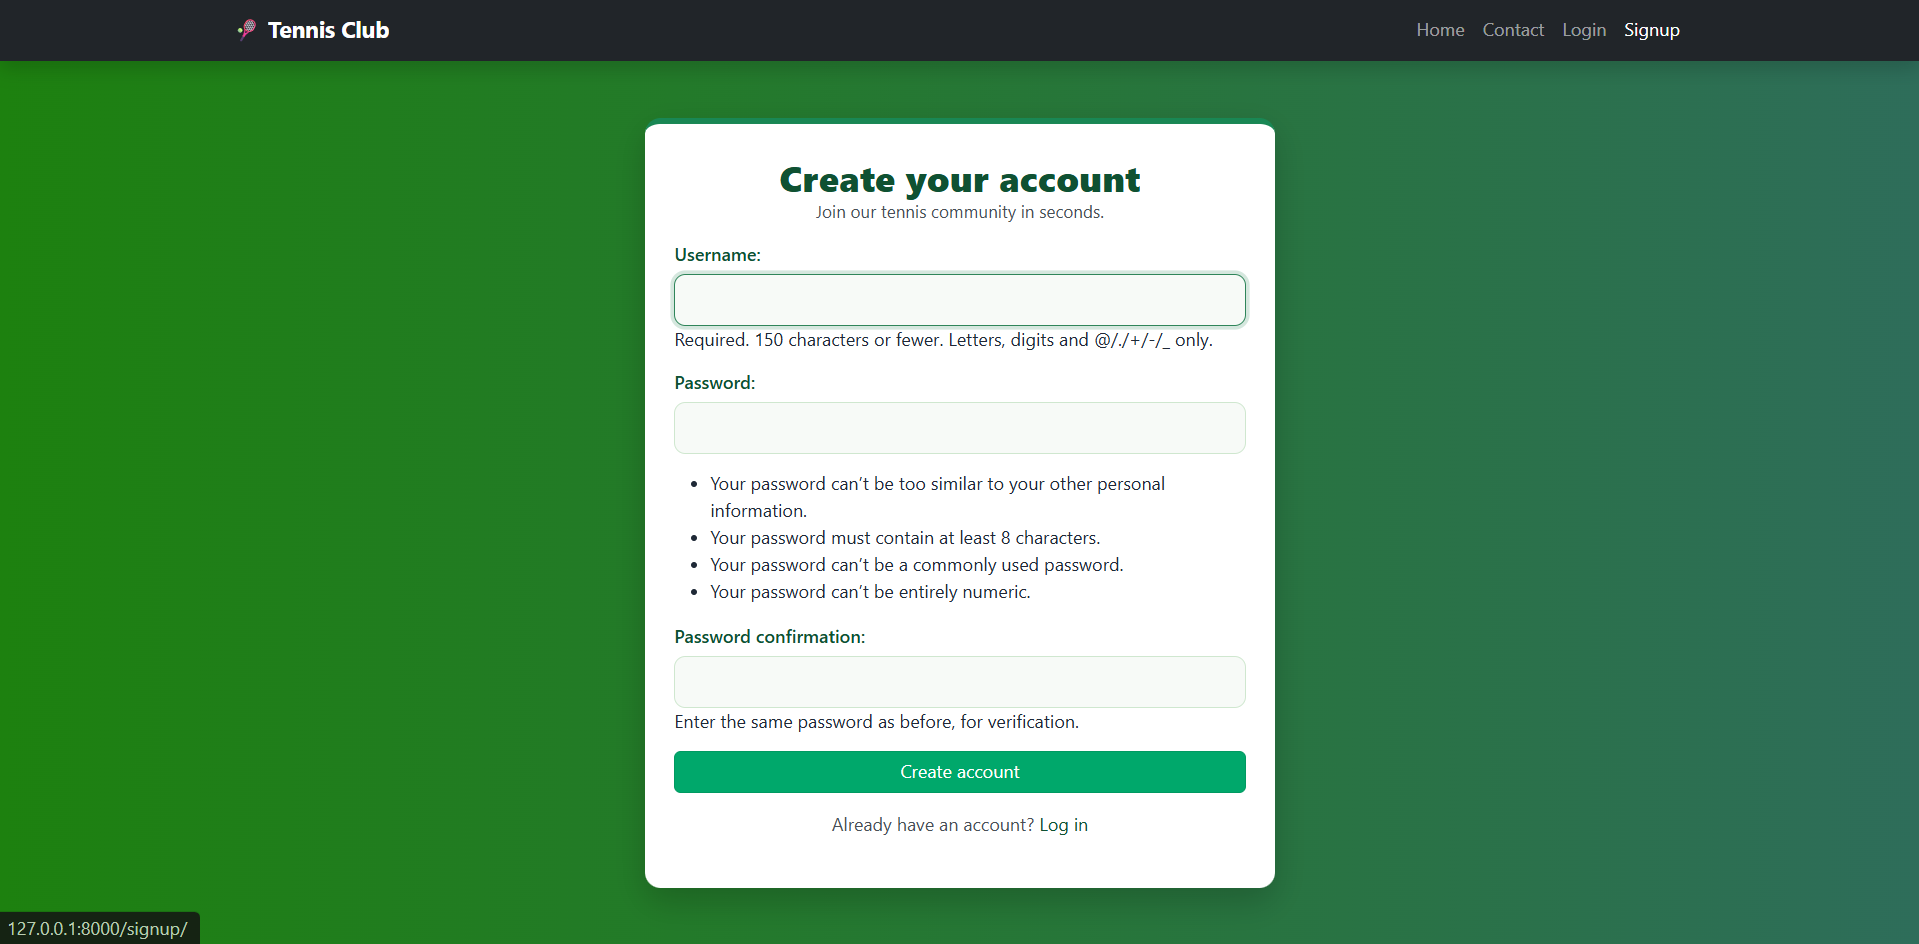 Tennis Club
Home Contact Login Signup
Create your account
Join our tennis community in seconds.
Username:
Required. 150 characters or fewer. Letters, digits and @/./+/-/_ only.
Password:
Your password can’t be too similar to your other personal
information.
Your password must contain at least 8 characters.
Your password can’t be a commonly used password.
Your password can’t be entirely numeric.
Password confirmation:
Enter the same password as before, for verification.
Create account
Already have an account? Log in
127.0.0.1:8000/signup/